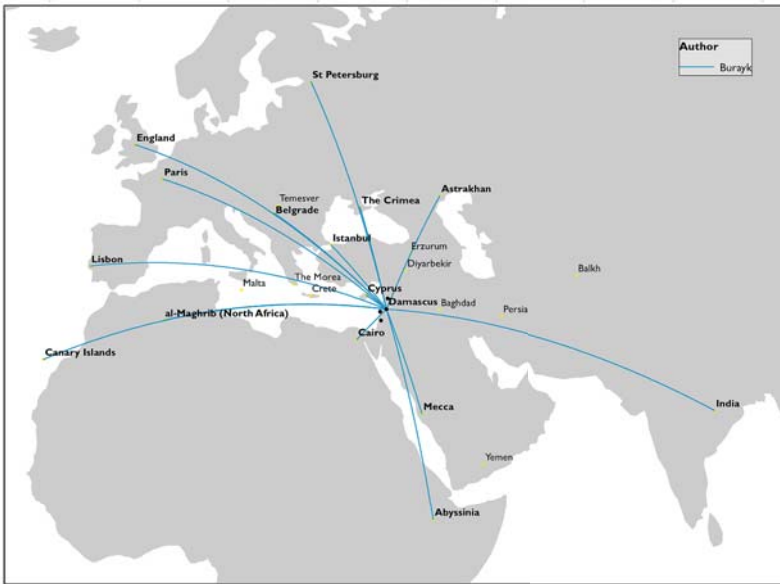 Author
Burayk
St Petersburg
England
Paris
Astrakhan
Temesver
The Crimea
Belgrade
Istanbul
Erzurum
Lisbon
Diyarbekir
Balkh
The Morea
Malta
Crete
Cyprus
Damascus
Baghdad
Persia
al-Maghrib (North Africa)
Cairo
Canary Islands
Mecca
India
Yemen
Abyssinia